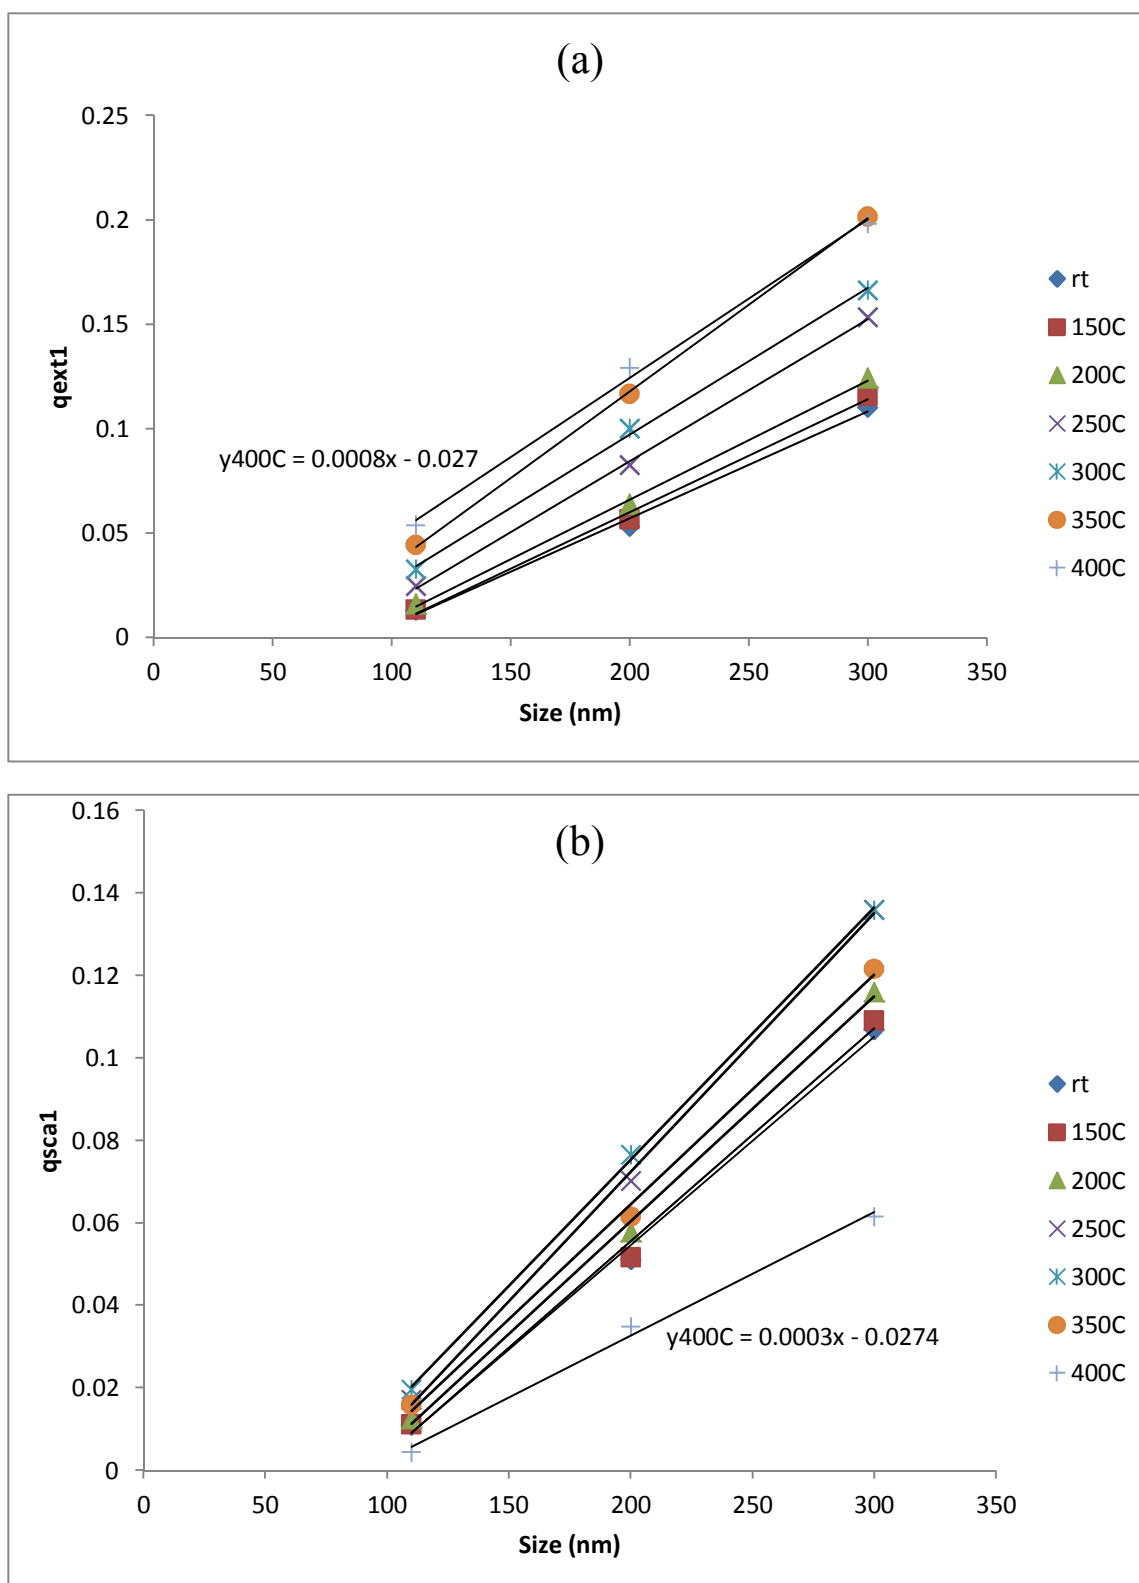 (a)
0.25
0.2
0.15
0.1
0.05
0
qext1
y400C = 0.0008x - 0.027
0 50 100 150 200 250 300 350
Size (nm)
rt
150C
200C
250C
300C
350C
400C
(b)
0.16
0.14
0.12
0.1
0.08
0.06
0.04
0.02
0
qsca1
y400C = 0.0003x - 0.0274
0 50 100 150 200 250 300 350
Size (nm)
rt
150C
200C
250C
300C
350C
400C